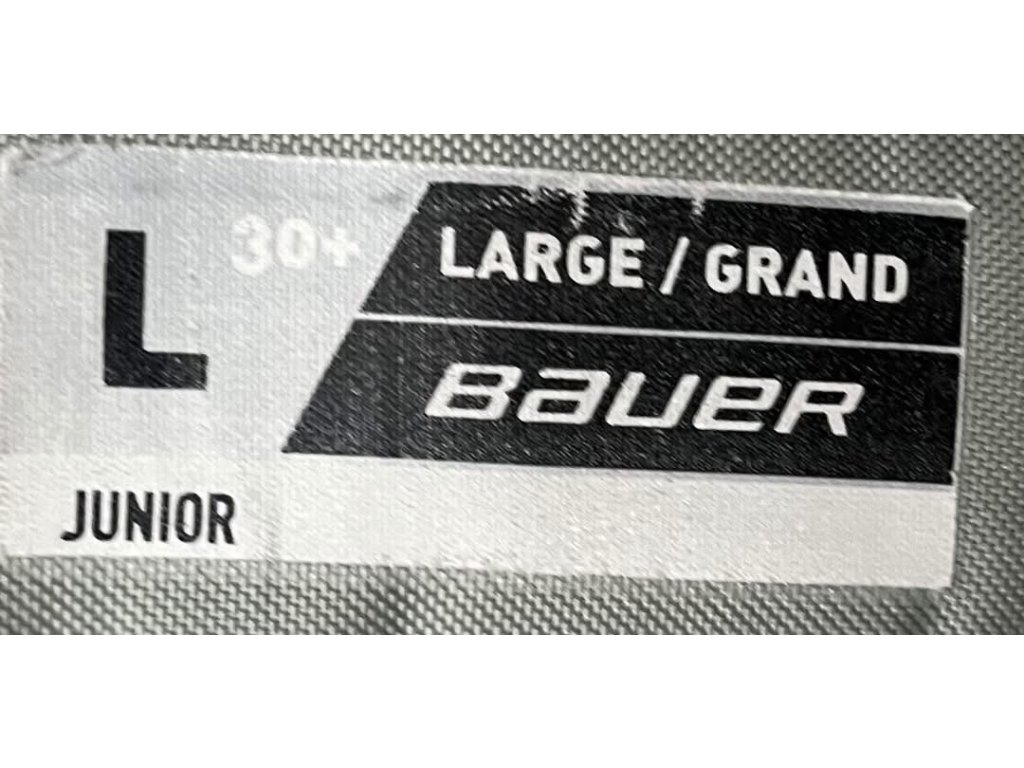 L 30+ LARGE / GRAND
BAUER
JUNIOR